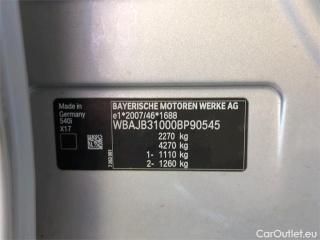 BAYERISCHE MOTOREN WERKE AG
e1*2007/46*1688
WBAJB31000BP90545
2270 kg
4270 kg
1- 1110 kg
2- 1260 kg
Made in
Germany
540i
X17
CarOutlet.eu